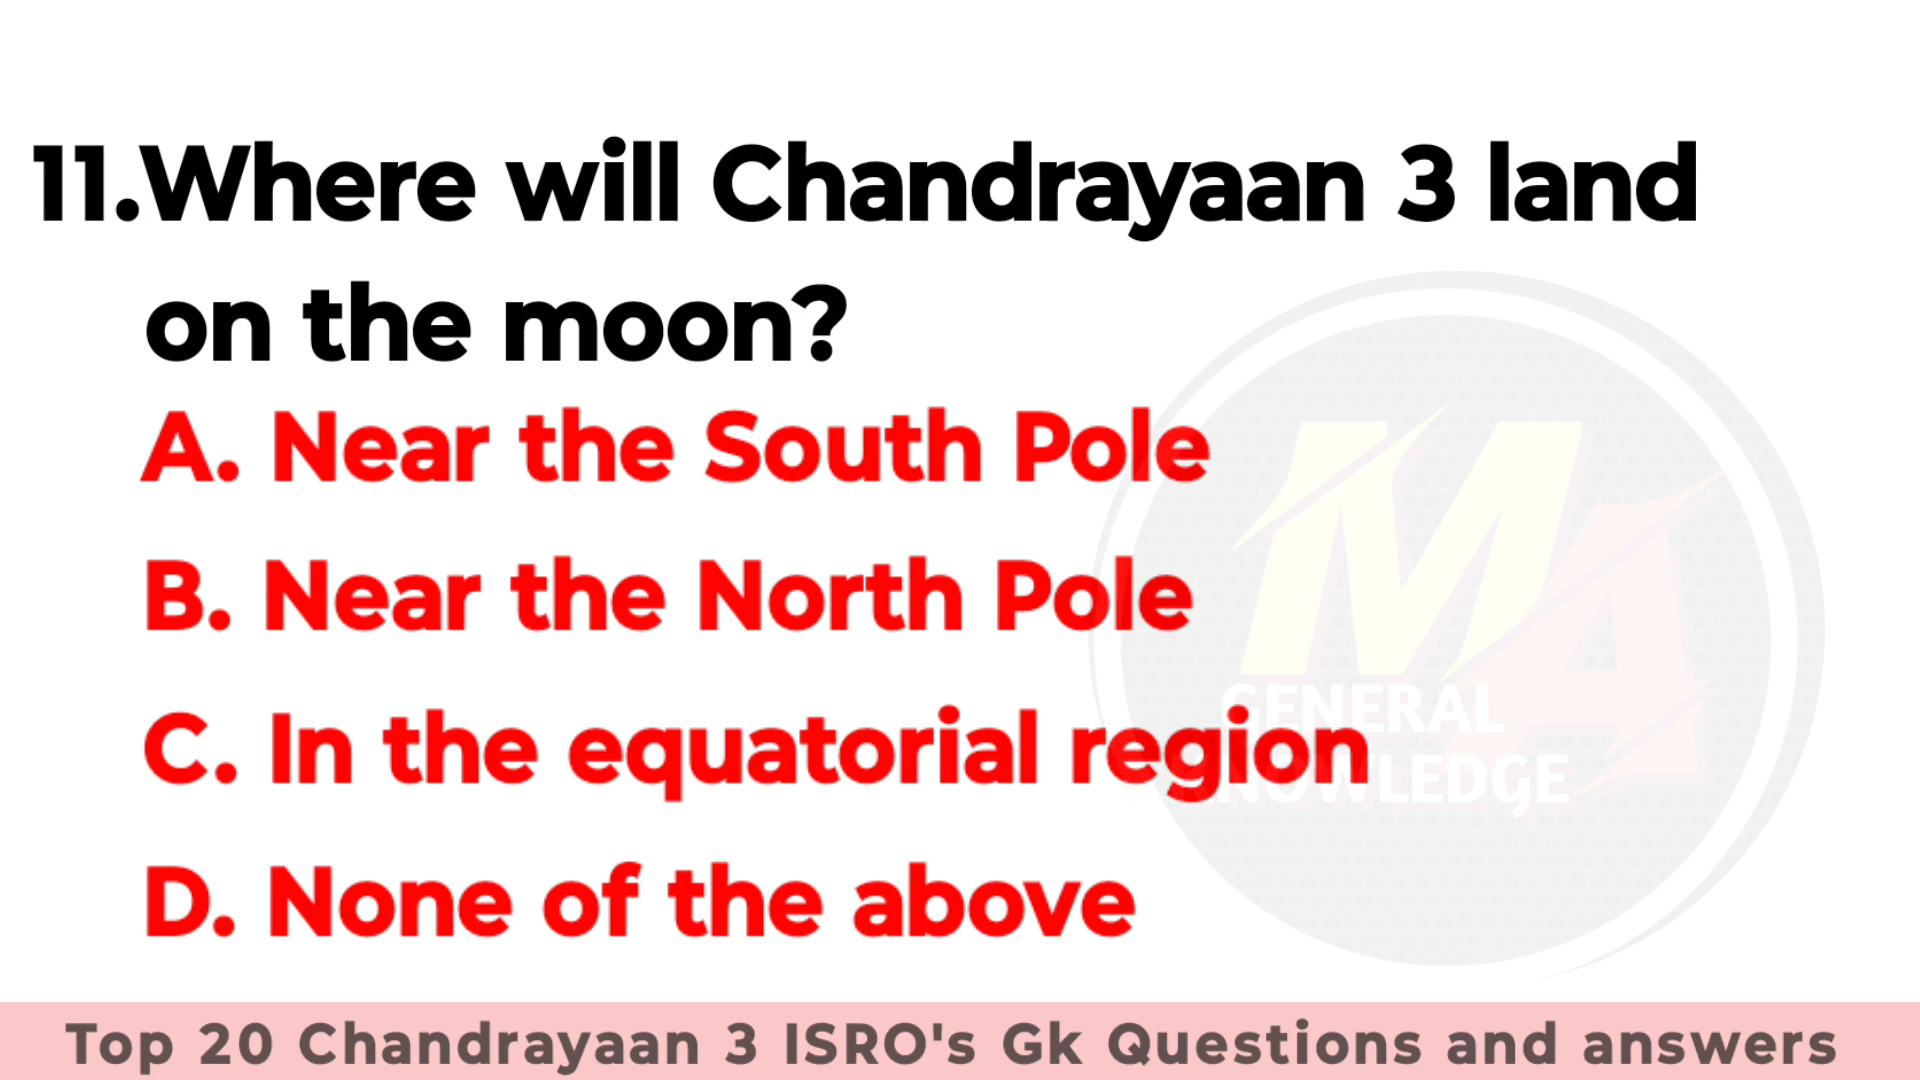 11.Where will Chandrayaan 3 land
on the moon?
A. Near the South Pole
B. Near the North Pole
C. In the equatorial region
D. None of the above
MA
GENERAL
KNOWLEDGE
Top 20 Chandrayaan 3 ISRO's Gk Questions and answers